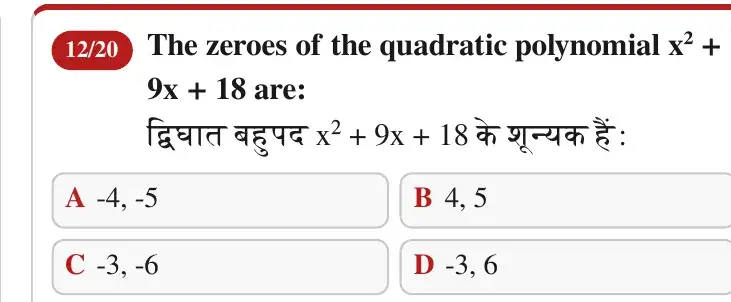 12/20 The zeroes of the quadratic polynomial x² +
9x + 18 are:
द्विघात बहुपद x² + 9x + 18 के शून्यक हैं :
A -4, -5 B 4, 5
C -3, -6 D -3, 6